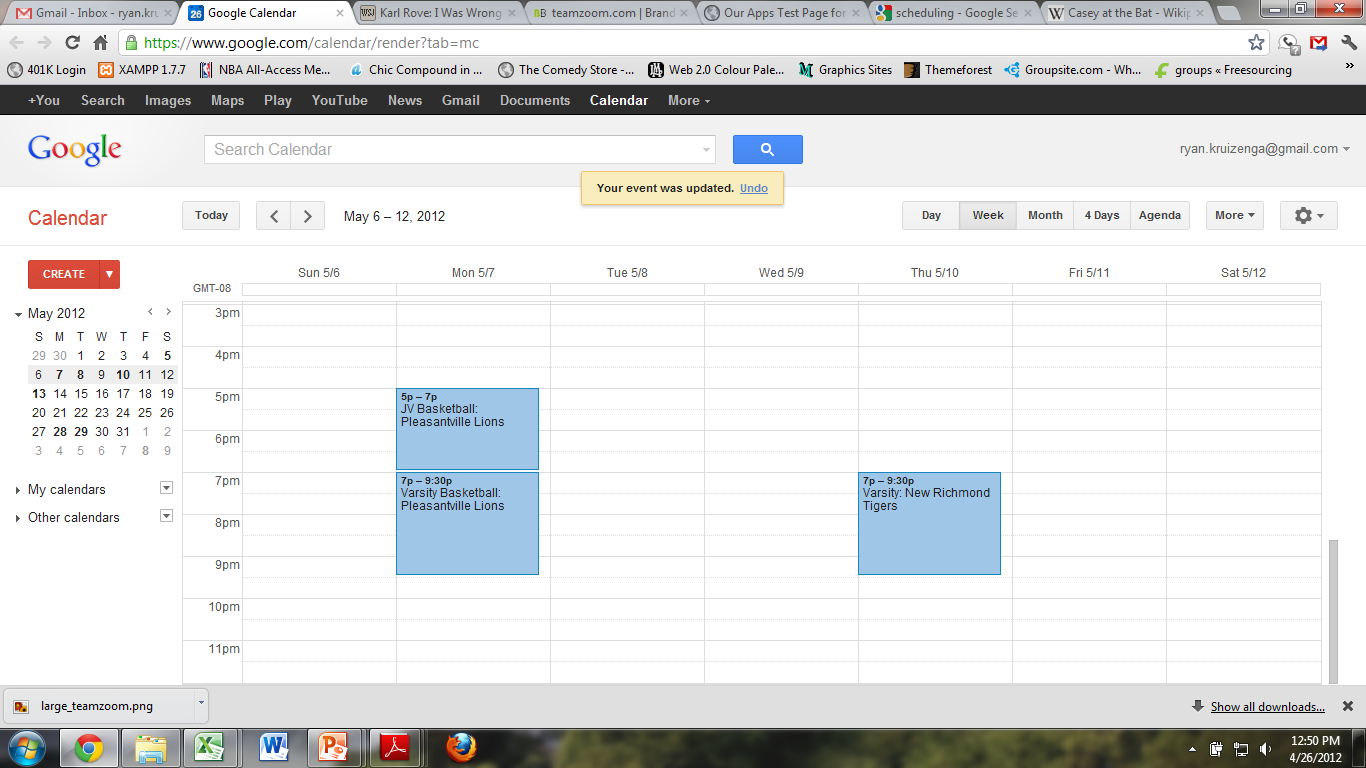 Gmail - Inbox - ryan.kru
26 Google Calendar
WSJ Karl Rove: I Was Wrong
BB teamzoom.com | Brand
Our Apps Test Page for
scheduling - Google Se
W Casey at the Bat - Wikip
https://www.google.com/calendar/render?tab=mc
401K Login XAMPP 1.7.7 NBA All-Access Me... Chic Compound in ... The Comedy Store -... Web 2.0 Colour Pale... Graphics Sites Themeforest Groupsite.com - Wh... groups « Freesourcing »
+You Search Images Maps Play YouTube News Gmail Documents Calendar More
Google
Search Calendar
ryan.kruizenga@gmail.com
Your event was updated. Undo
Calendar
Today < > May 6 – 12, 2012
Day Week Month 4 Days Agenda More
CREATE
Sun 5/6 Mon 5/7 Tue 5/8 Wed 5/9 Thu 5/10 Fri 5/11 Sat 5/12
GMT-08
May 2012 < >
S M T W T F S
29 30 1 2 3 4 5
6 7 8 9 10 11 12
13 14 15 16 17 18 19
20 21 22 23 24 25 26
27 28 29 30 31 1 2
3 4 5 6 7 8 9
My calendars
Other calendars
3pm
4pm
5pm
6pm
7pm
8pm
9pm
10pm
11pm
5p – 7p
JV Basketball:
Pleasantville Lions
7p – 9:30p
Varsity Basketball:
Pleasantville Lions
7p – 9:30p
Varsity: New Richmond
Tigers
large_teamzoom.png
Show all downloads...
12:50 PM
4/26/2012